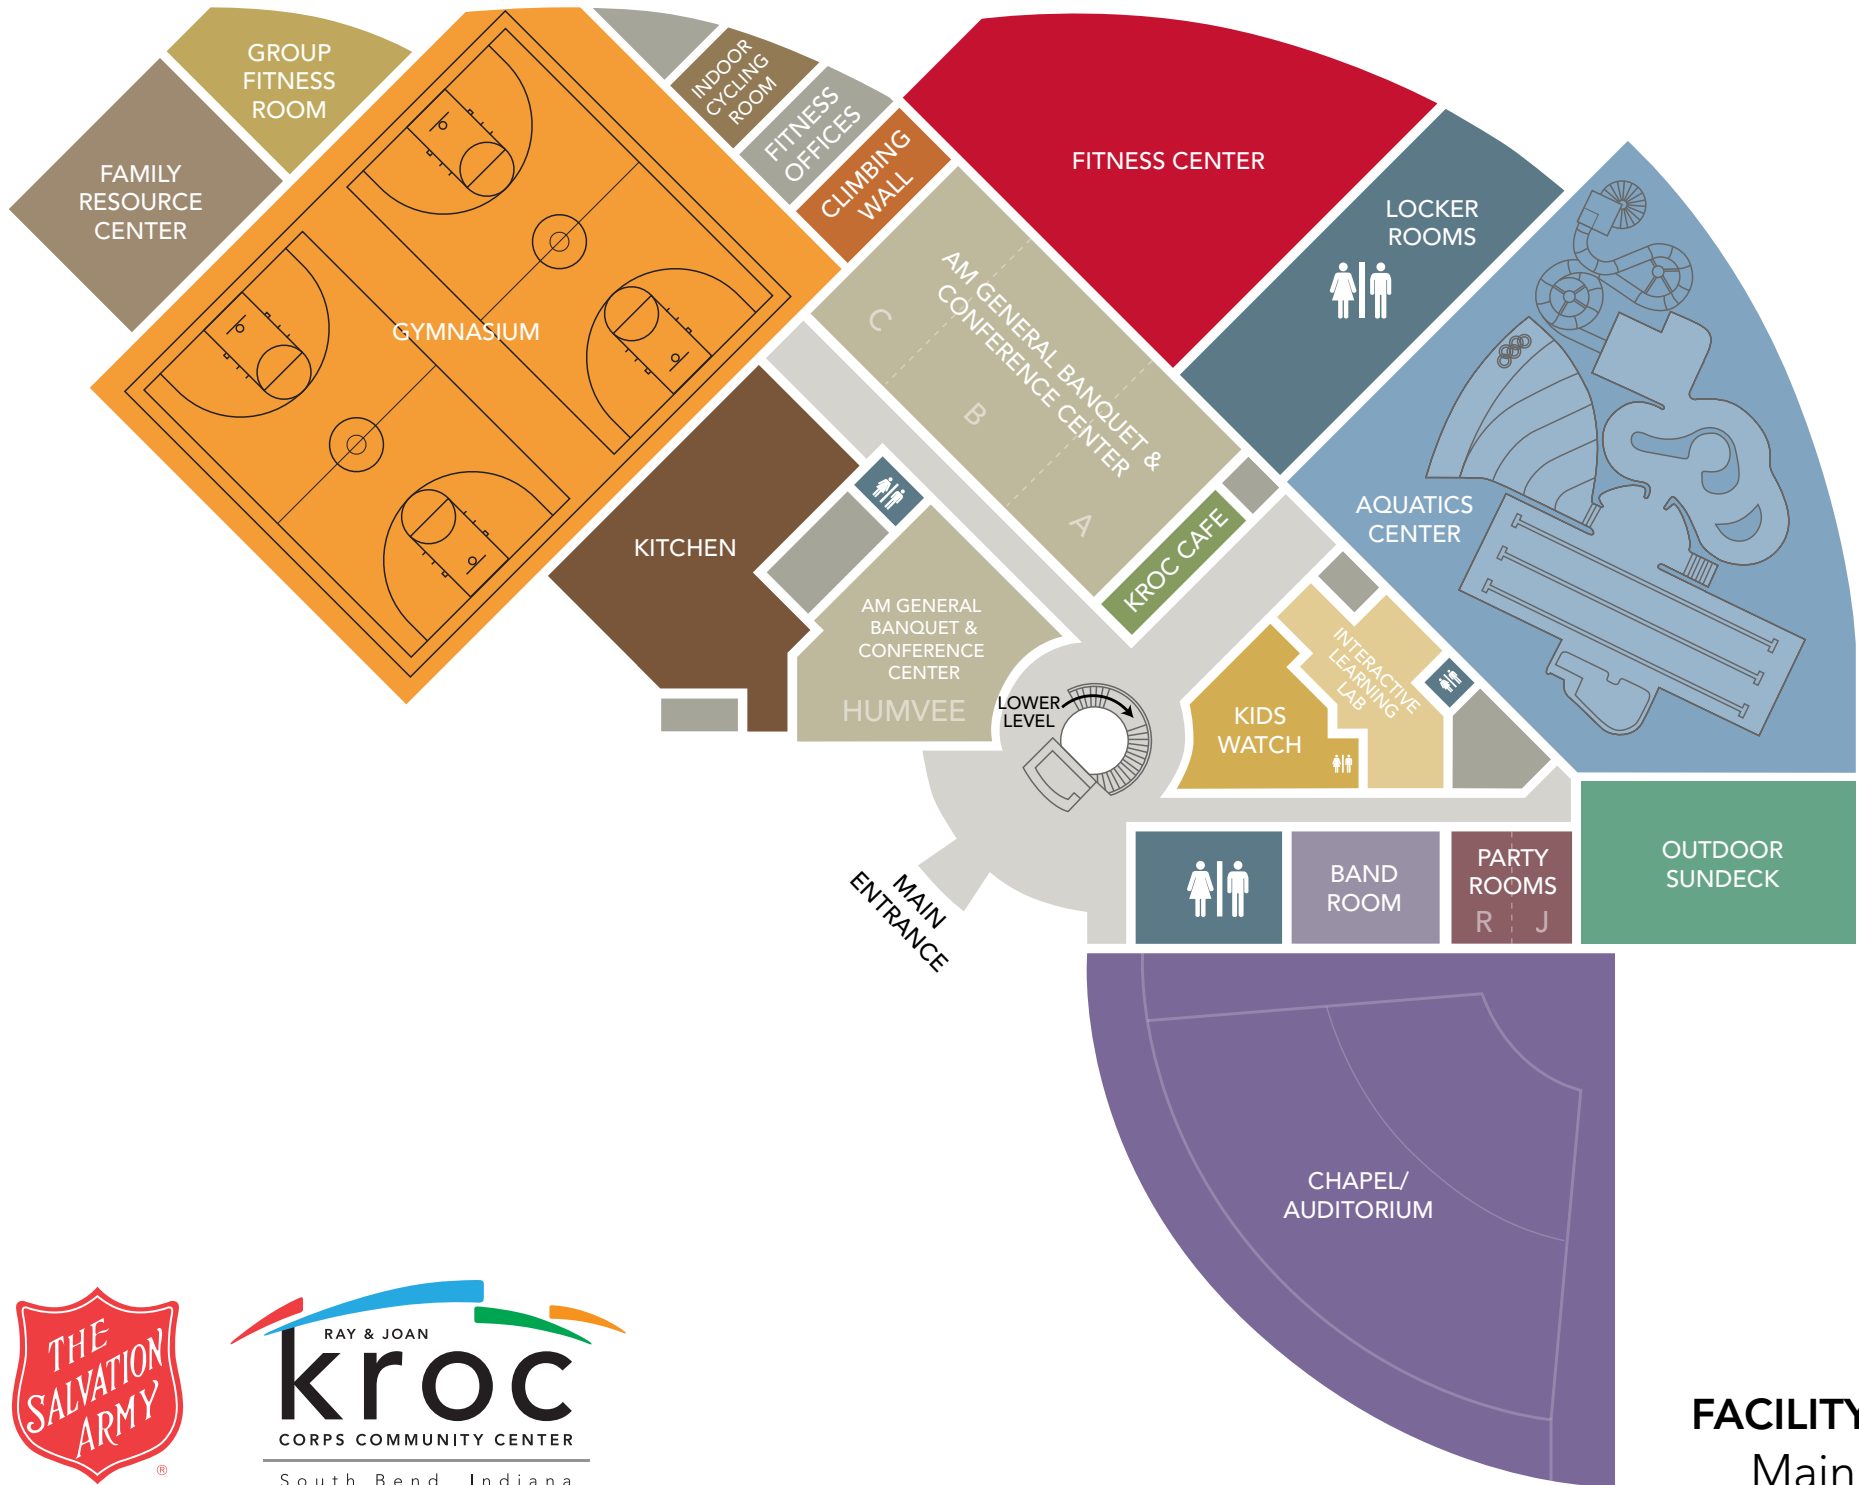 GROUP
FITNESS
ROOM
FAMILY
RESOURCE
CENTER
GYMNASIUM
INDOOR
CYCLING
ROOM
FITNESS
OFFICES
CLIMBING
WALL
FITNESS CENTER
LOCKER
ROOMS
AM GENERAL BANQUET &
CONFERENCE CENTER
C
B
A
KITCHEN
KROC CAFE
AQUATICS
CENTER
AM GENERAL
BANQUET &
CONFERENCE
CENTER
HUMVEE
LOWER
LEVEL
INTERACTIVE
LEARNING
LAB
KIDS
WATCH
MAIN
ENTRANCE
BAND
ROOM
PARTY
ROOMS
R J
OUTDOOR
SUNDECK
CHAPEL/
AUDITORIUM
THE
SALVATION
ARMY
®
RAY & JOAN
kroc
CORPS COMMUNITY CENTER
South Bend Indiana
FACILITY
Main